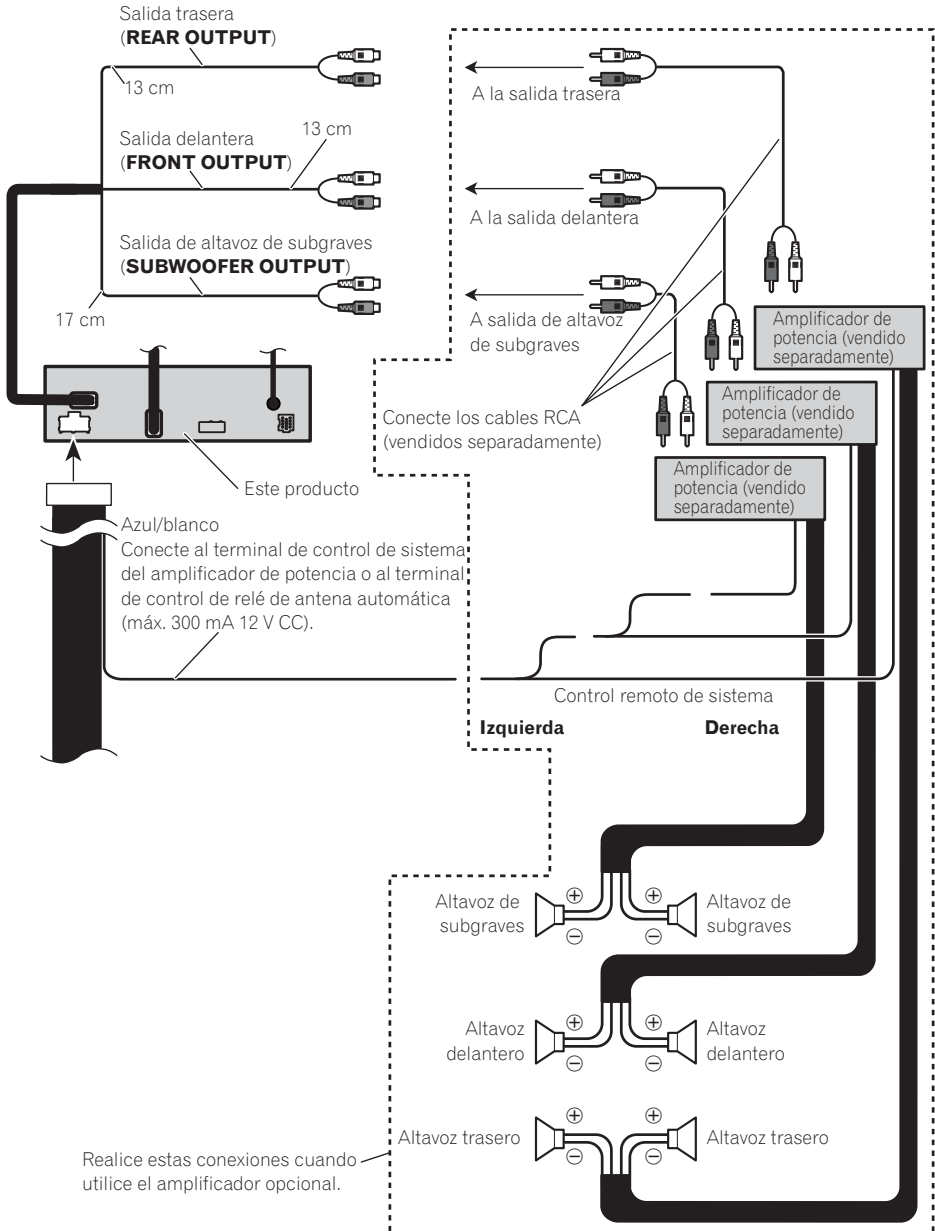 Salida trasera
(REAR OUTPUT)
13 cm
A la salida trasera
Salida delantera
(FRONT OUTPUT)
13 cm
A la salida delantera
Salida de altavoz de subgraves
(SUBWOOFER OUTPUT)
17 cm
A salida de altavoz
de subgraves
Amplificador de
potencia (vendido
separadamente)
Amplificador de
potencia (vendido
separadamente)
Amplificador de
potencia (vendido
separadamente)
Conecte los cables RCA
(vendidos separadamente)
Este producto
Azul/blanco
Conecte al terminal de control de sistema
del amplificador de potencia o al terminal
de control de relé de antena automática
(máx. 300 mA 12 V CC).
Control remoto de sistema
Izquierda
Derecha
Altavoz de
subgraves
+
−
+
−
Altavoz de
subgraves
Altavoz
delantero
+
−
+
−
Altavoz
delantero
Altavoz trasero
+
−
+
−
Altavoz trasero
Realice estas conexiones cuando
utilice el amplificador opcional.